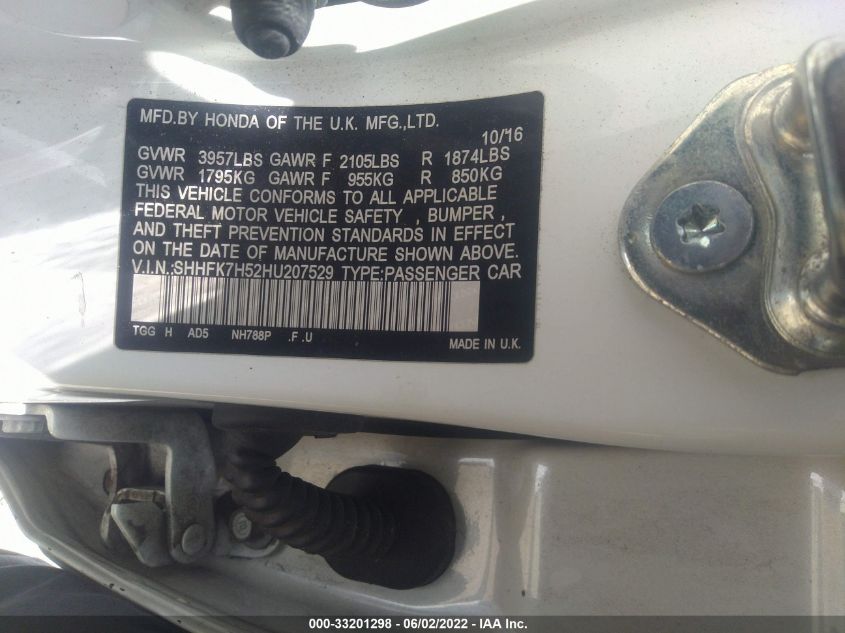 MFD.BY HONDA OF THE U.K. MFG.,LTD.
10/16
GVWR 3957LBS GAWR F 2105LBS R 1874LBS
GVWR 1795KG GAWR F 955KG R 850KG
THIS VEHICLE CONFORMS TO ALL APPLICABLE
FEDERAL MOTOR VEHICLE SAFETY , BUMPER ,
AND THEFT PREVENTION STANDARDS IN EFFECT
ON THE DATE OF MANUFACTURE SHOWN ABOVE.
V.I.N.:SHHFK7H52HU207529 TYPE:PASSENGER CAR
TGG H AD5 NH788P .F .U
MADE IN U.K.
000-33201298 - 06/02/2022 - © IAA Inc.